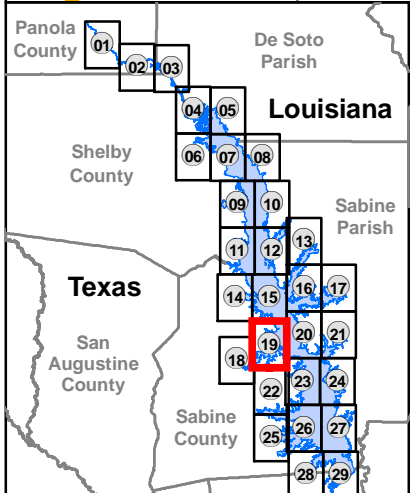 Panola
County
01
02
03
De Soto
Parish
04
05
Louisiana
06
07
08
Shelby
County
09
10
Sabine
Parish
11
12
13
Texas
14
15
16
17
San
Augustine
County
18
19
20
21
22
23
24
Sabine
County
25
26
27
28
29